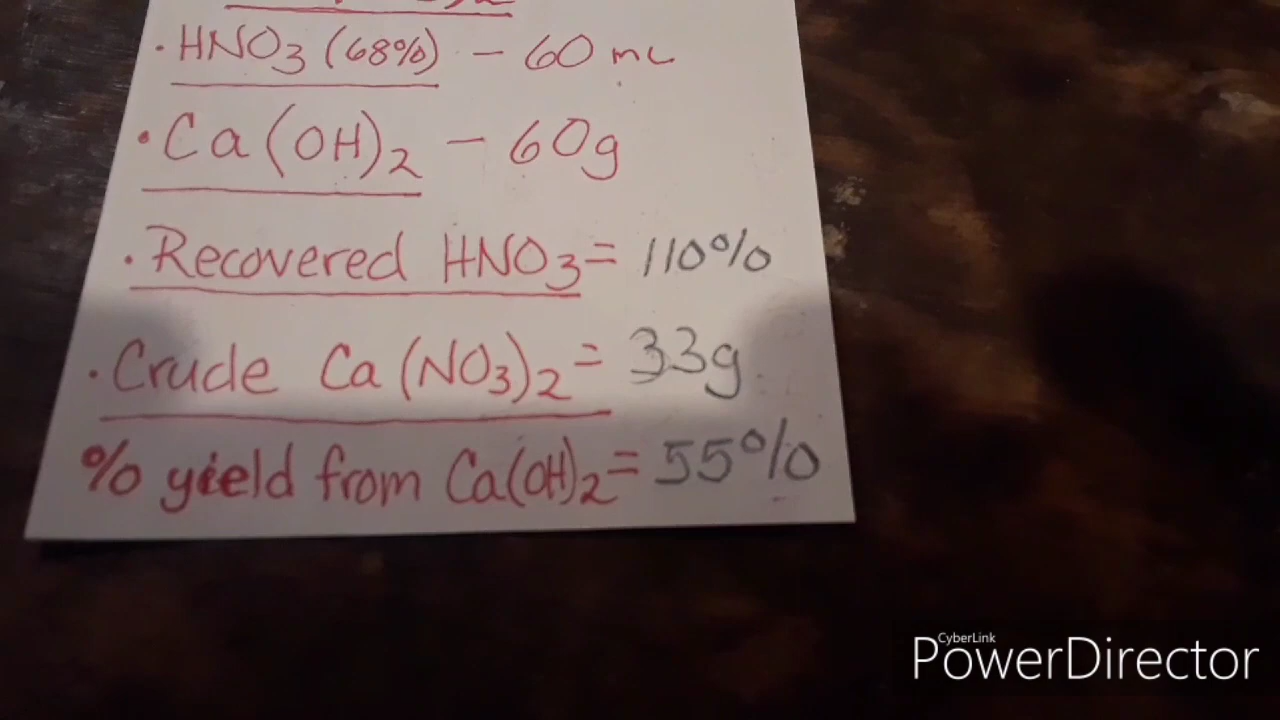 · HNO3 (68%) - 60 mL
· Ca(OH)2 - 60g
· Recovered HNO3 = 110%
· Crude Ca(NO3)2 = 33g
% yield from Ca(OH)2 = 55%
CyberLink
PowerDirector